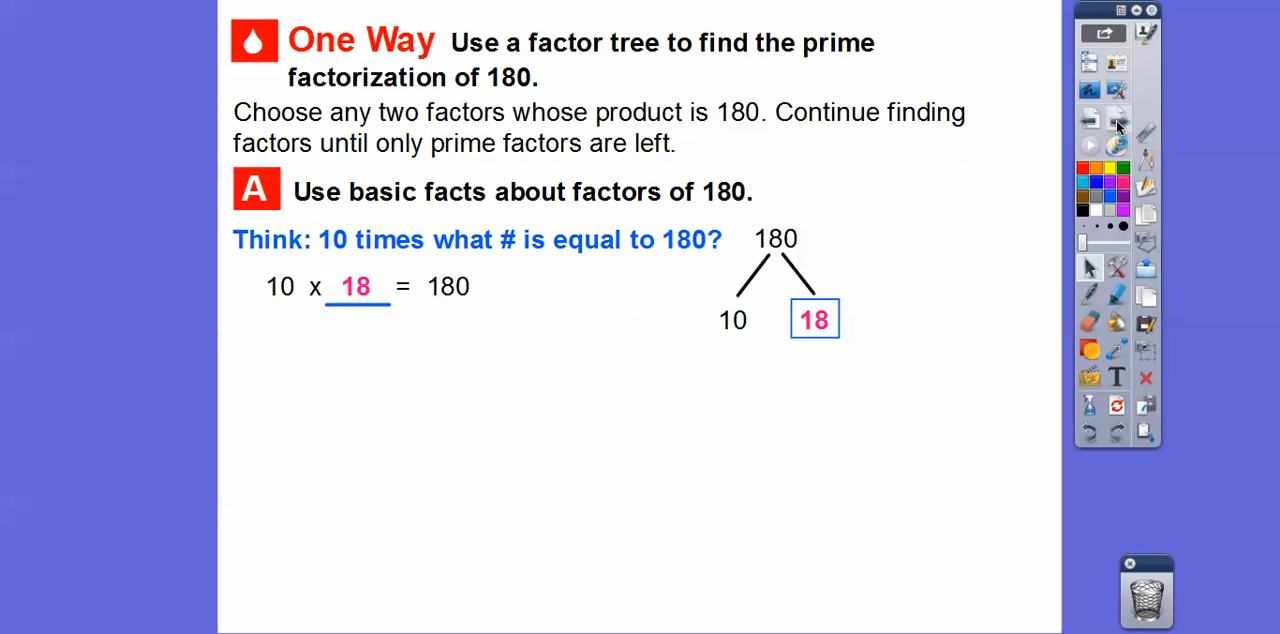 One Way Use a factor tree to find the prime
factorization of 180.
Choose any two factors whose product is 180. Continue finding
factors until only prime factors are left.
A Use basic facts about factors of 180.
Think: 10 times what # is equal to 180? 180
10 x 18 = 180
10 18
T